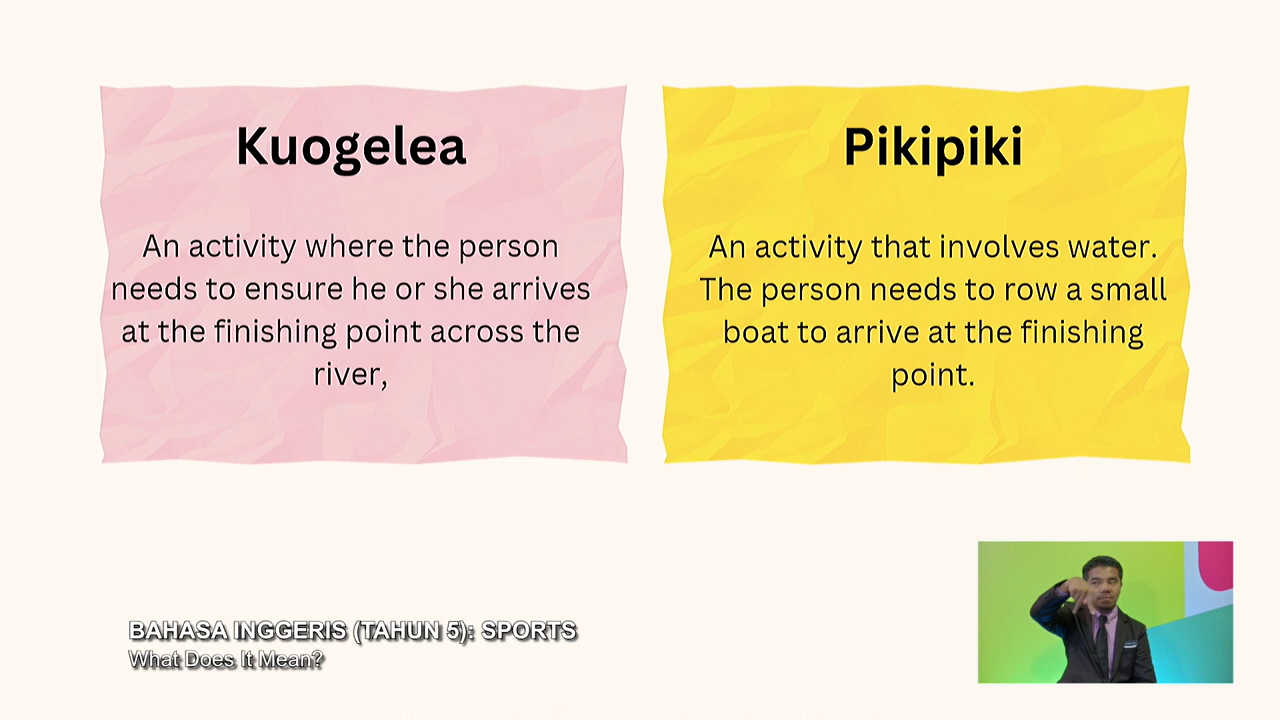 Kuogelea
An activity where the person
needs to ensure he or she arrives
at the finishing point across the
river,
Pikipiki
An activity that involves water.
The person needs to row a small
boat to arrive at the finishing
point.
BAHASA INGGERIS (TAHUN 5): SPORTS
What Does It Mean?